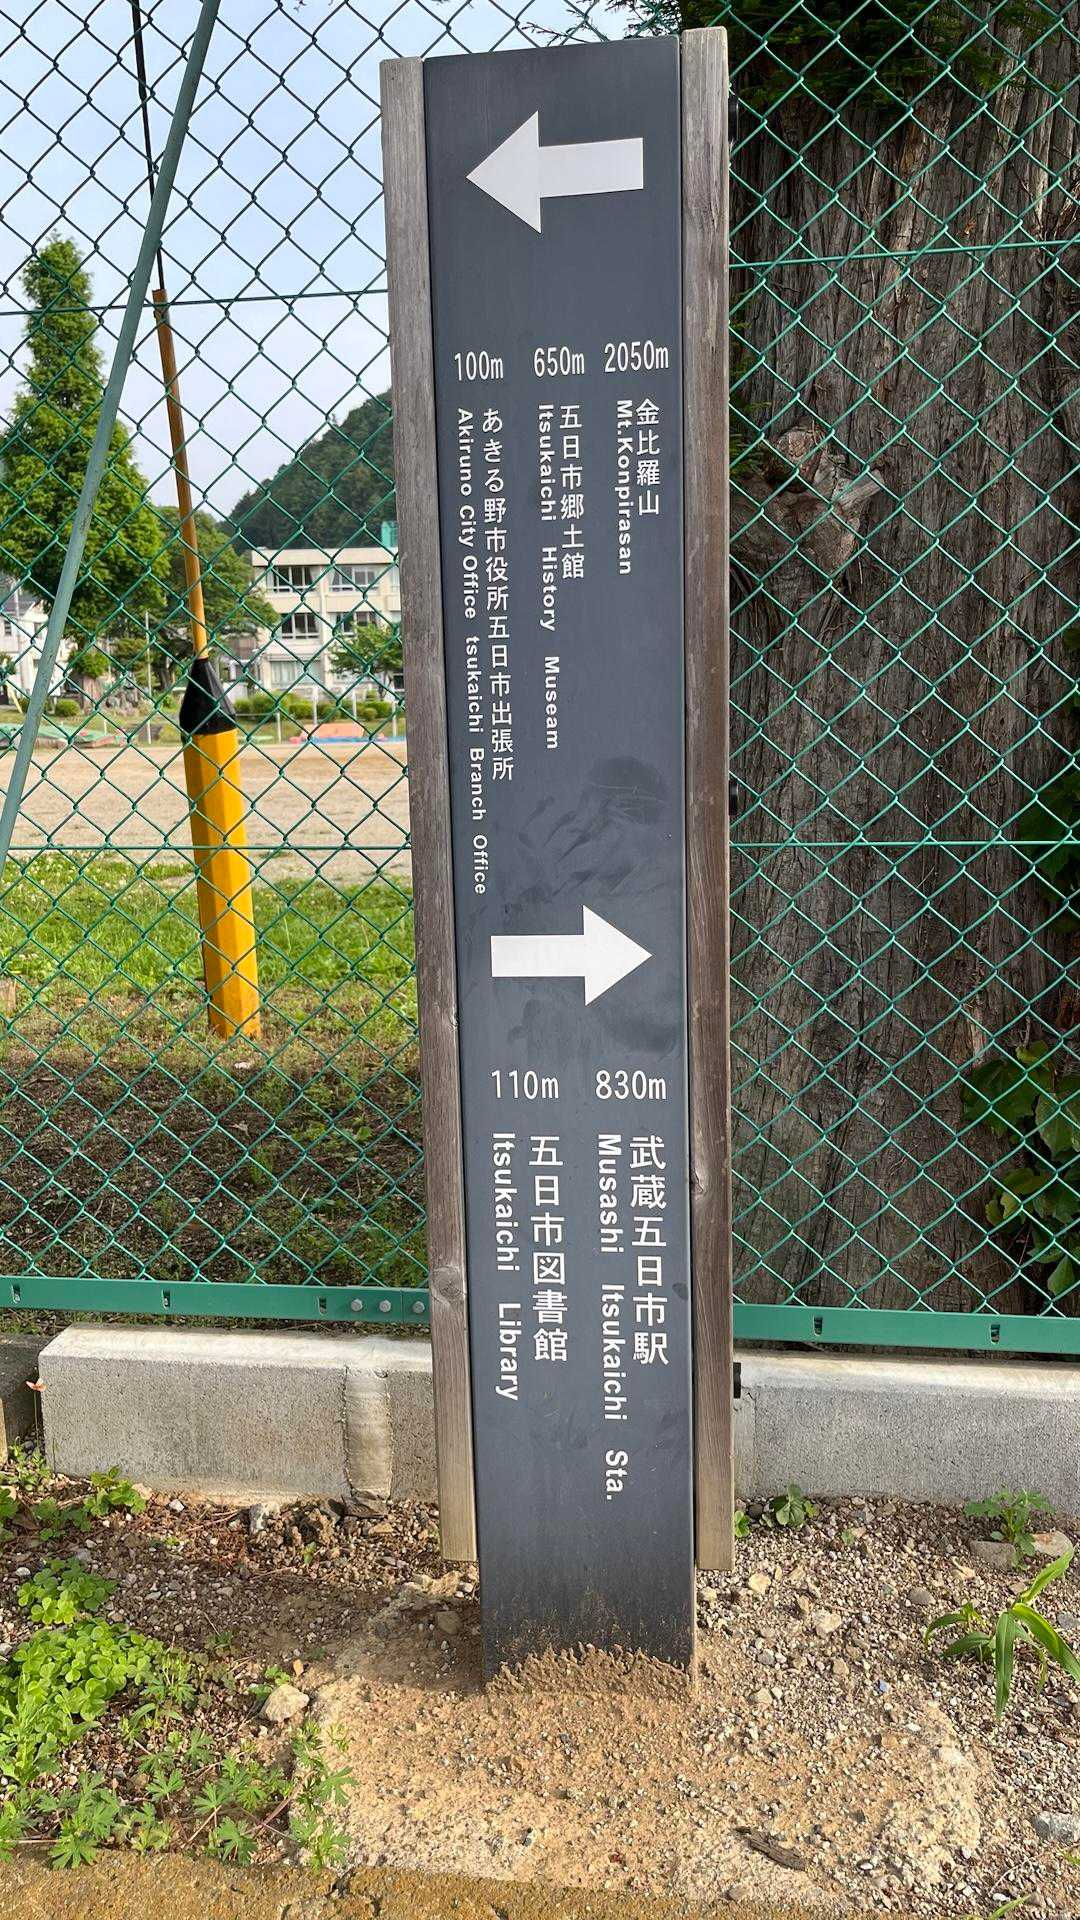 2050m
金比羅山
Mt.Konpirasan
650m
五日市郷土館
Itsukaichi History Museam
100m
あきる野市役所五日市出張所
Akiruno City Office tsukaichi Branch Office
830m
武蔵五日市駅
Musashi Itsukaichi Sta.
110m
五日市図書館
Itsukaichi Library